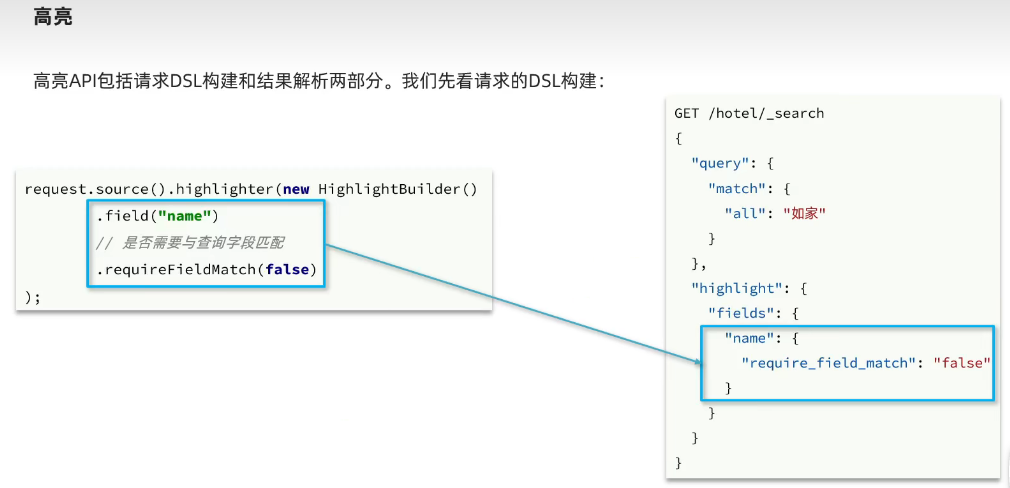 高亮
高亮API包括请求DSL构建和结果解析两部分。我们先看请求的DSL构建：
request.source().highlighter(new HighlightBuilder()
.field("name")
// 是否需要与查询字段匹配
.requireFieldMatch(false)
);
GET /hotel/_search
{
"query": {
"match": {
"all": "如家"
}
},
"highlight": {
"fields": {
"name": {
"require_field_match": "false"
}
}
}
}